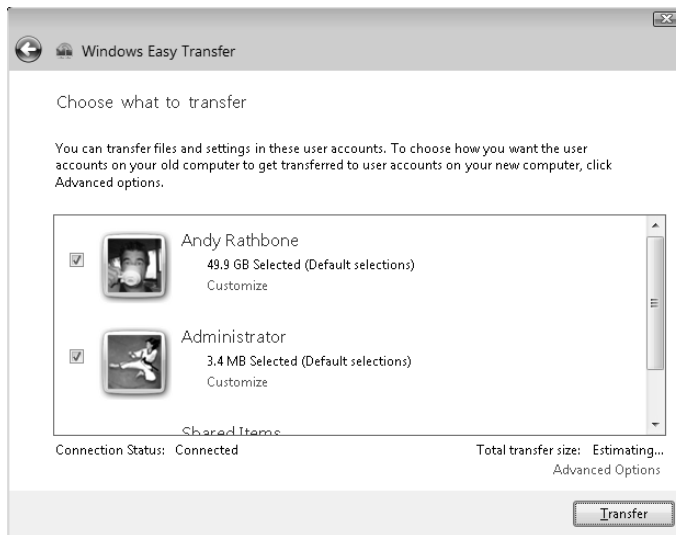 Windows Easy Transfer
Choose what to transfer
You can transfer files and settings in these user accounts. To choose how you want the user
accounts on your old computer to get transferred to user accounts on your new computer, click
Advanced options.
Andy Rathbone
49.9 GB Selected (Default selections)
Customize
Administrator
3.4 MB Selected (Default selections)
Customize
Shared Items
Connection Status: Connected
Total transfer size: Estimating...
Advanced Options
Transfer